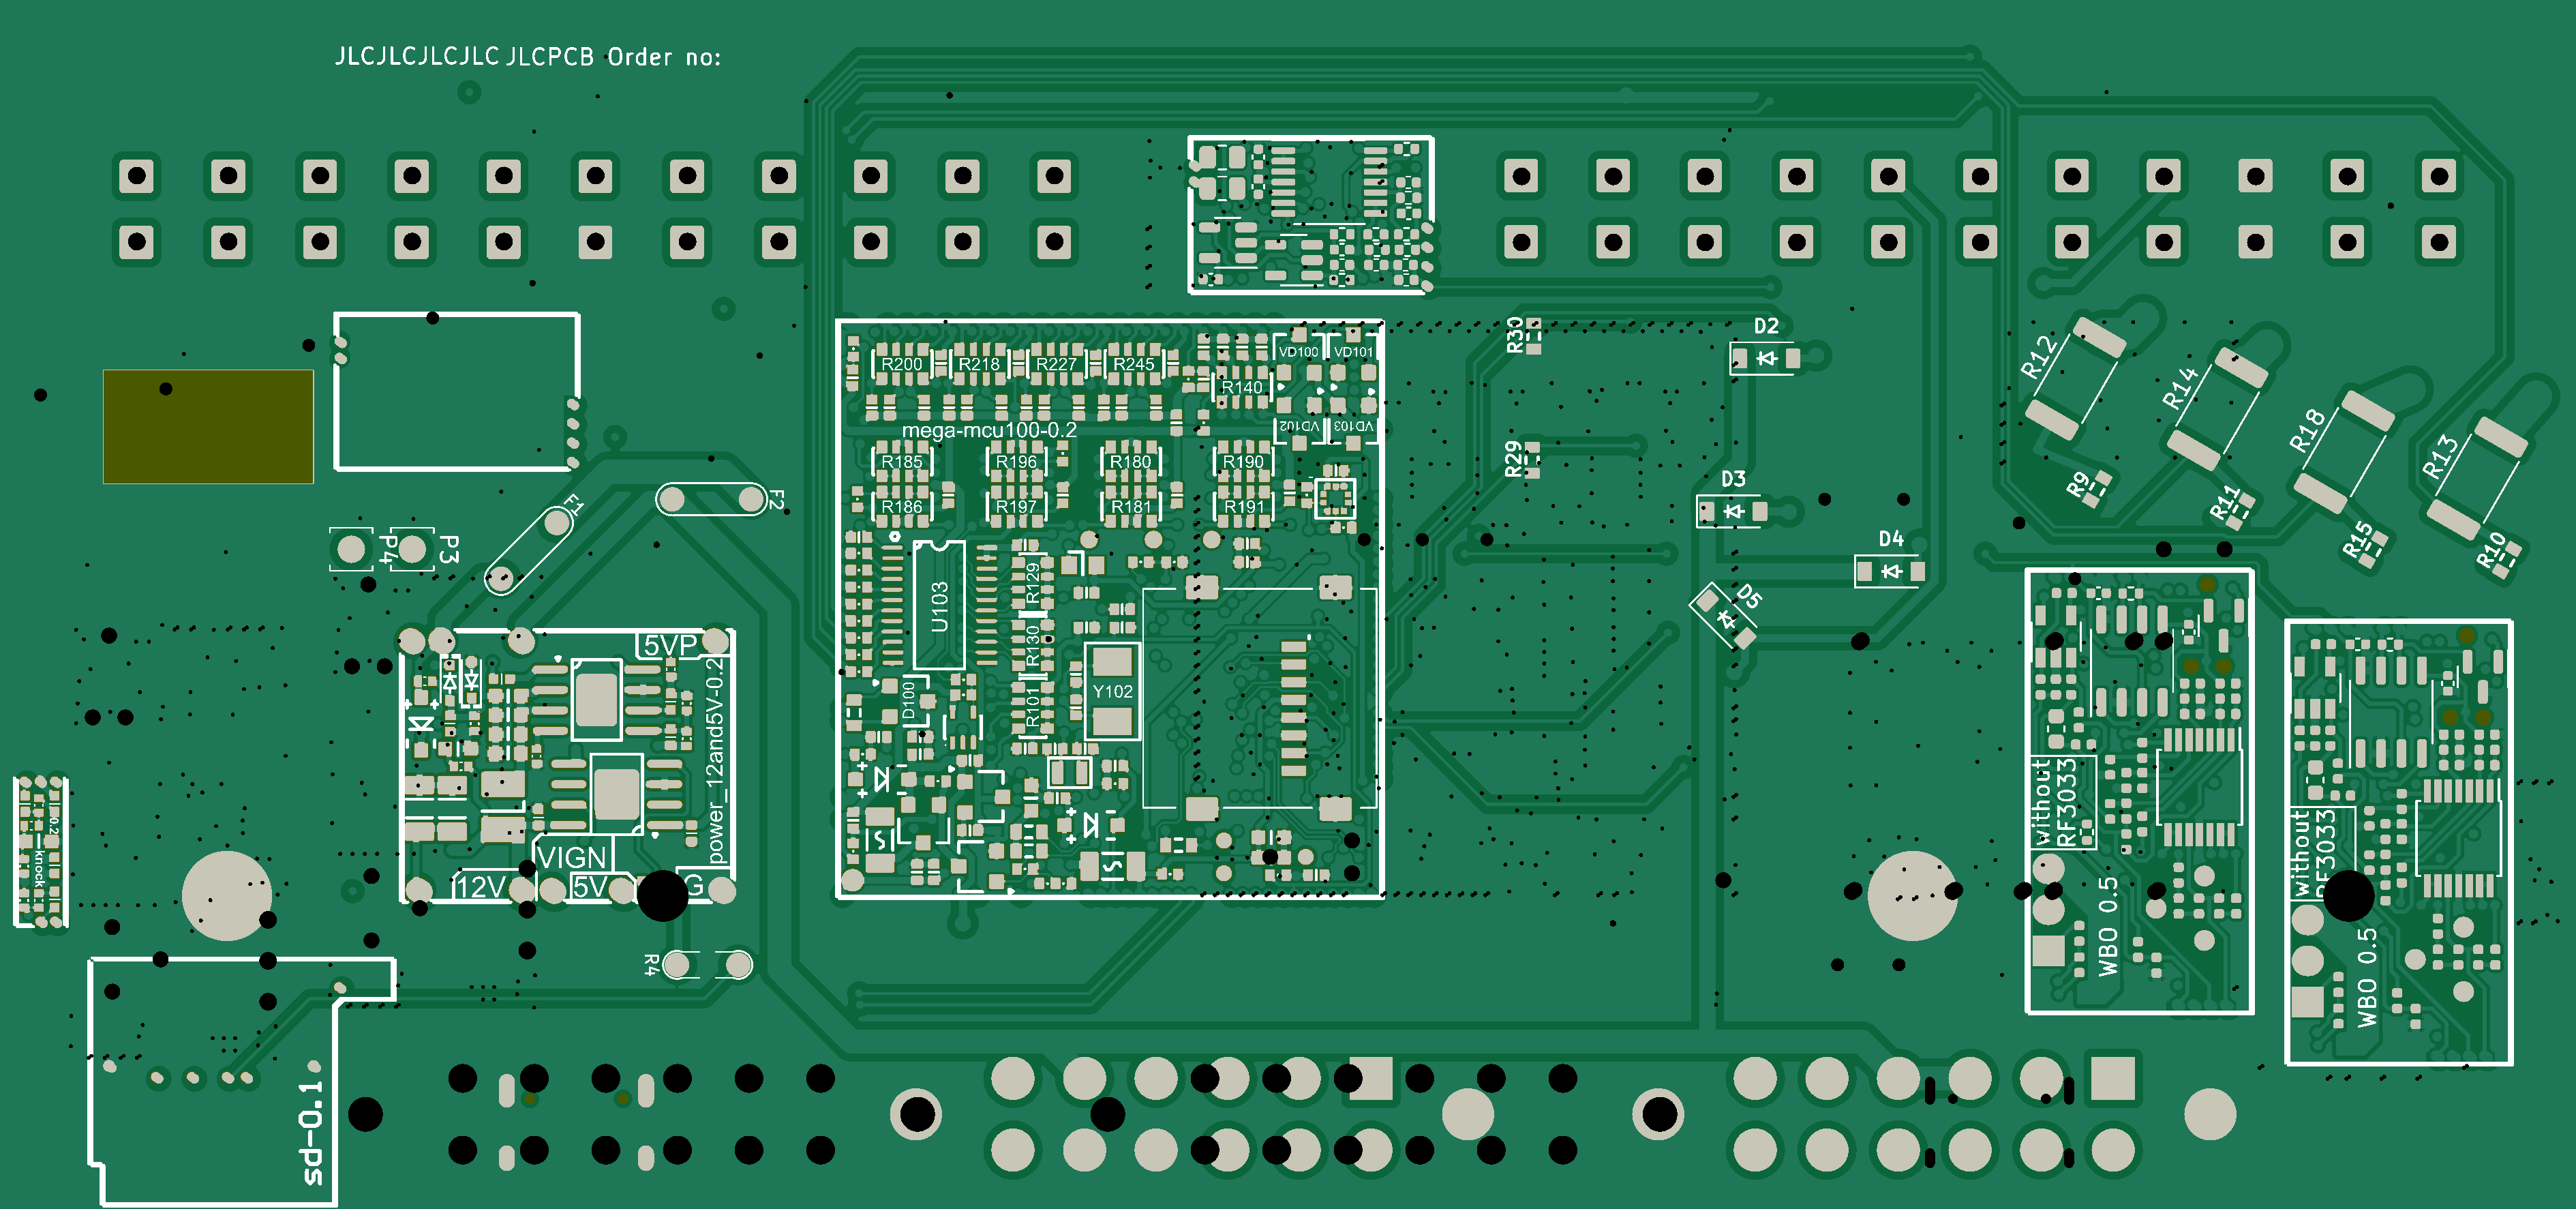 JLCJLCJLCJLC JLCPCB Order no:
R30
D2
R12
R14
R18
R13
R200
R218
R227
R245
R140
VD100
VD101
VD102
VD103
mega-mcu100-0.2
R185
R196
R180
R190
R186
R197
R181
R191
R29
D3
R9
R11
R15
R10
F1
F2
P4
P3
D4
D5
U103
R129
R130
R101
Y102
D100
5VP
power_12and5V-0.2
VIGN
12V
5V
G
0.2
knock
without
RF3033
WBO 0.5
without
RF3033
WBO 0.5
R4
sd-0.1